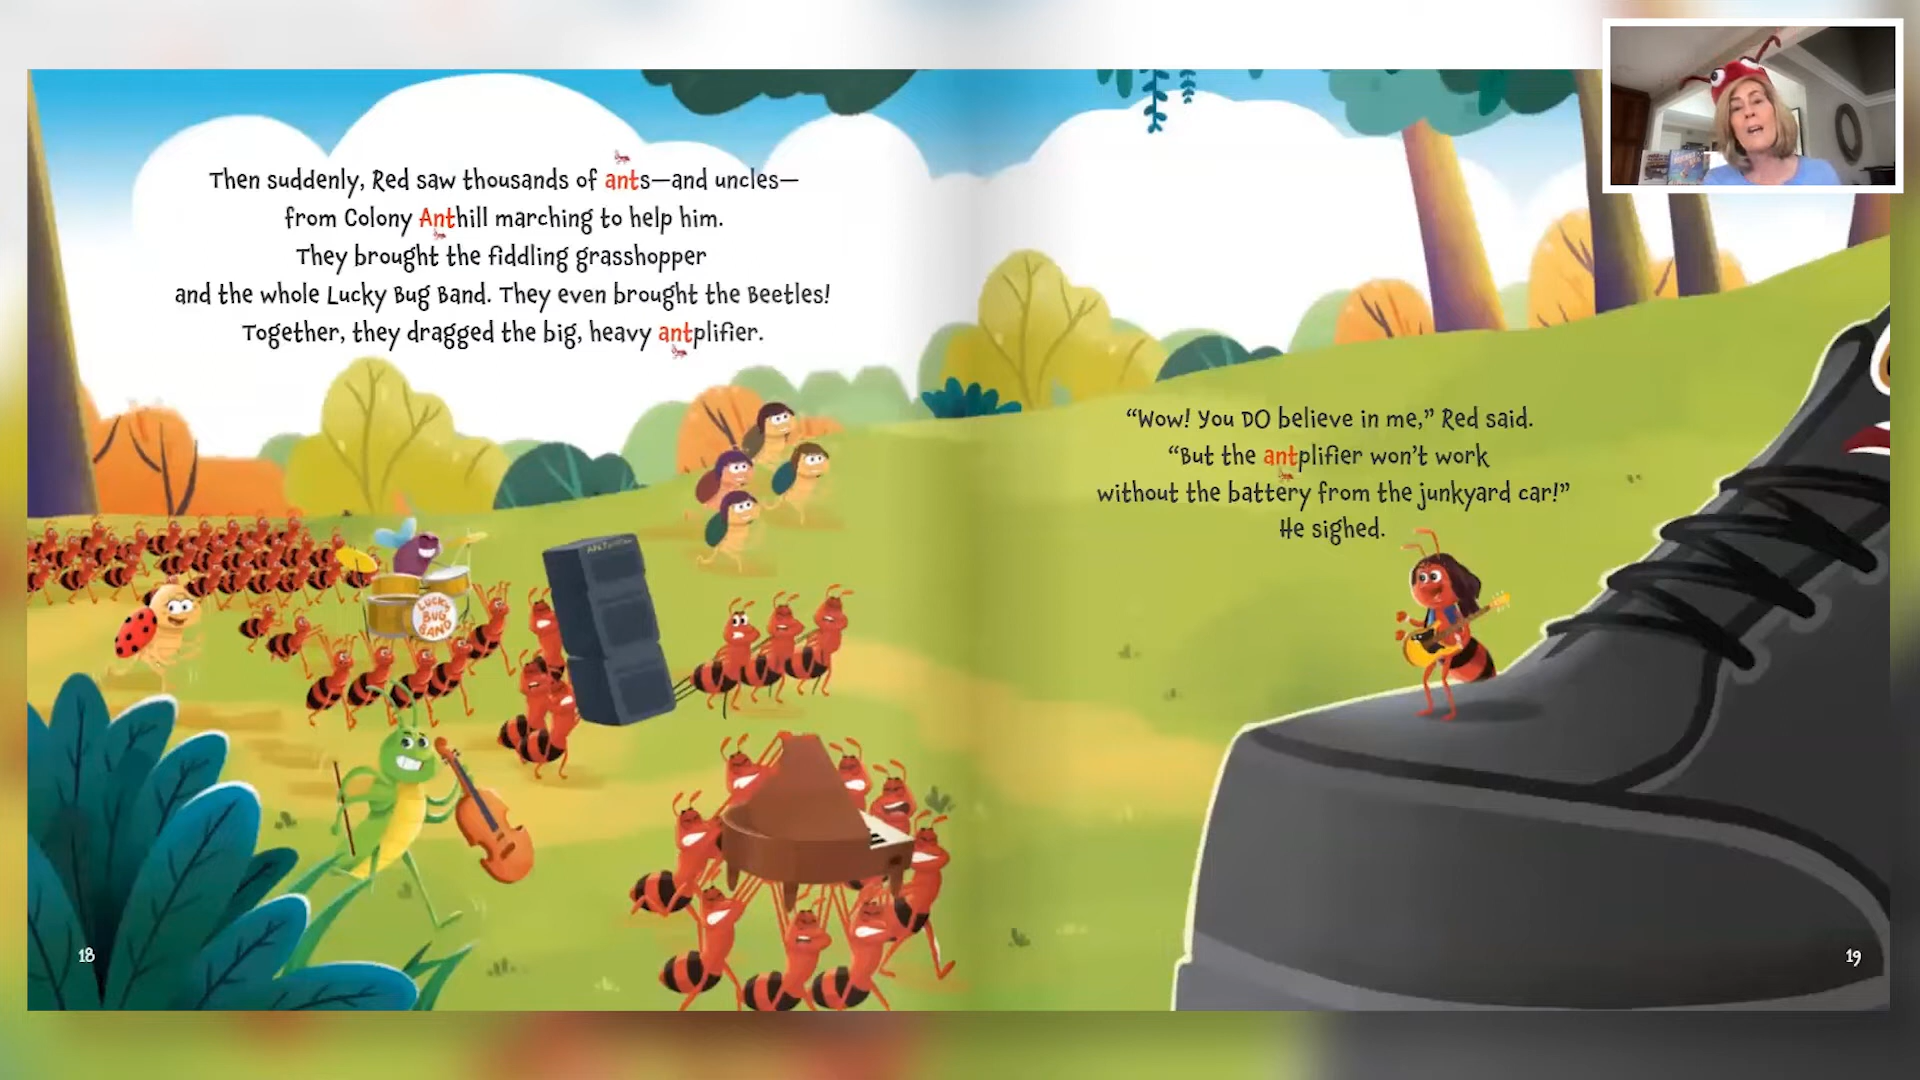 Then suddenly, Red saw thousands of ants—and uncles—
from Colony Anthill marching to help him.
They brought the fiddling grasshopper
and the whole Lucky Bug Band. They even brought the Beetles!
Together, they dragged the big, heavy antplifier.
“Wow! You DO believe in me,” Red said.
“But the antplifier won’t work
without the battery from the junkyard car!”
He sighed.
LUCKY
BUG
BAND
18
19